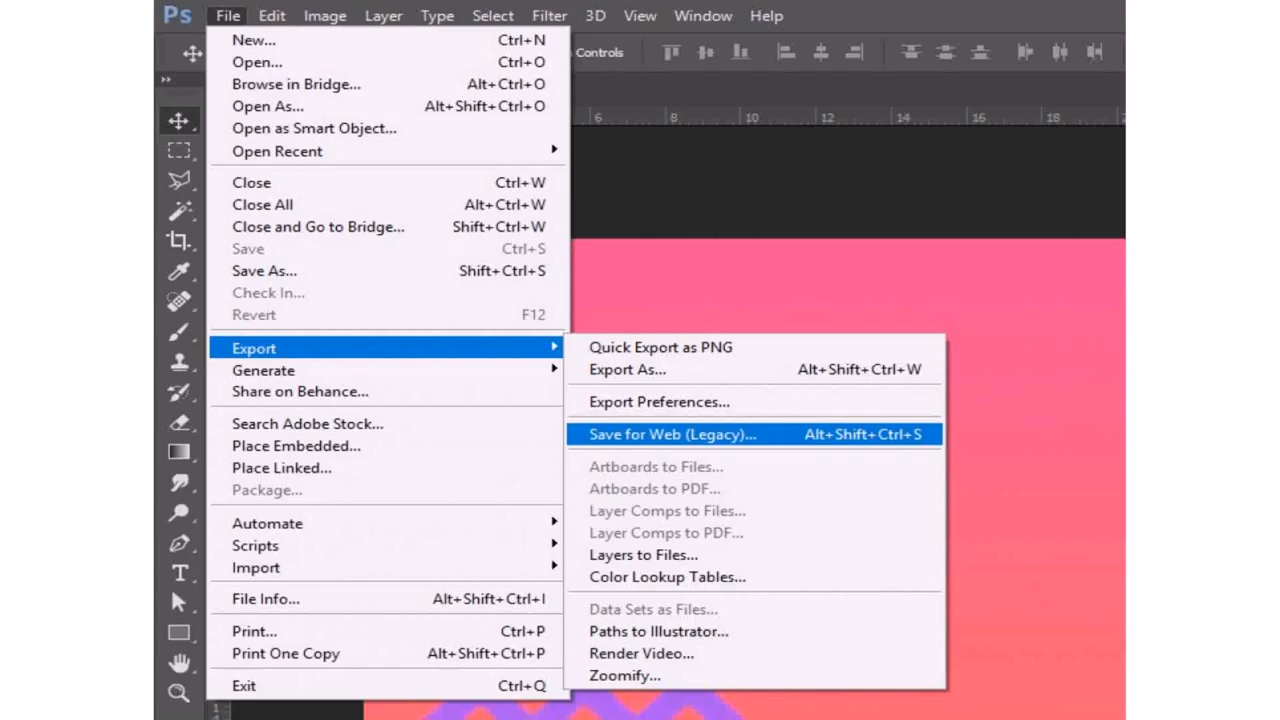 Ps File Edit Image Layer Type Select Filter 3D View Window Help
Controls
New... Ctrl+N
Open... Ctrl+O
Browse in Bridge... Alt+Ctrl+O
Open As... Alt+Shift+Ctrl+O
Open as Smart Object...
Open Recent
Close Ctrl+W
Close All Alt+Ctrl+W
Close and Go to Bridge... Shift+Ctrl+W
Save Ctrl+S
Save As... Shift+Ctrl+S
Check In...
Revert F12
Export
Generate
Share on Behance...
Search Adobe Stock...
Place Embedded...
Place Linked...
Package...
Automate
Scripts
Import
File Info... Alt+Shift+Ctrl+I
Print... Ctrl+P
Print One Copy Alt+Shift+Ctrl+P
Exit Ctrl+Q
6 8 10 12 14 16 18
Quick Export as PNG
Export As... Alt+Shift+Ctrl+W
Export Preferences...
Save for Web (Legacy)... Alt+Shift+Ctrl+S
Artboards to Files...
Artboards to PDF...
Layer Comps to Files...
Layer Comps to PDF...
Layers to Files...
Color Lookup Tables...
Data Sets as Files...
Paths to Illustrator...
Render Video...
Zoomify...